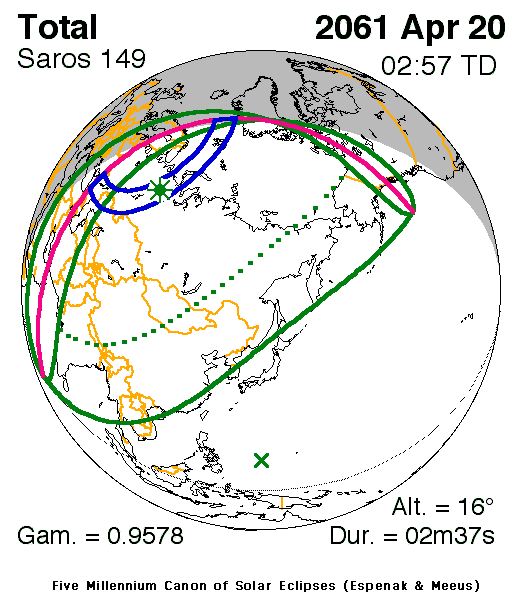 Total
2061 Apr 20
Saros 149
02:57 TD
Alt. = 16°
Gam. = 0.9578
Dur. = 02m37s
Five Millennium Canon of Solar Eclipses (Espenak & Meeus)